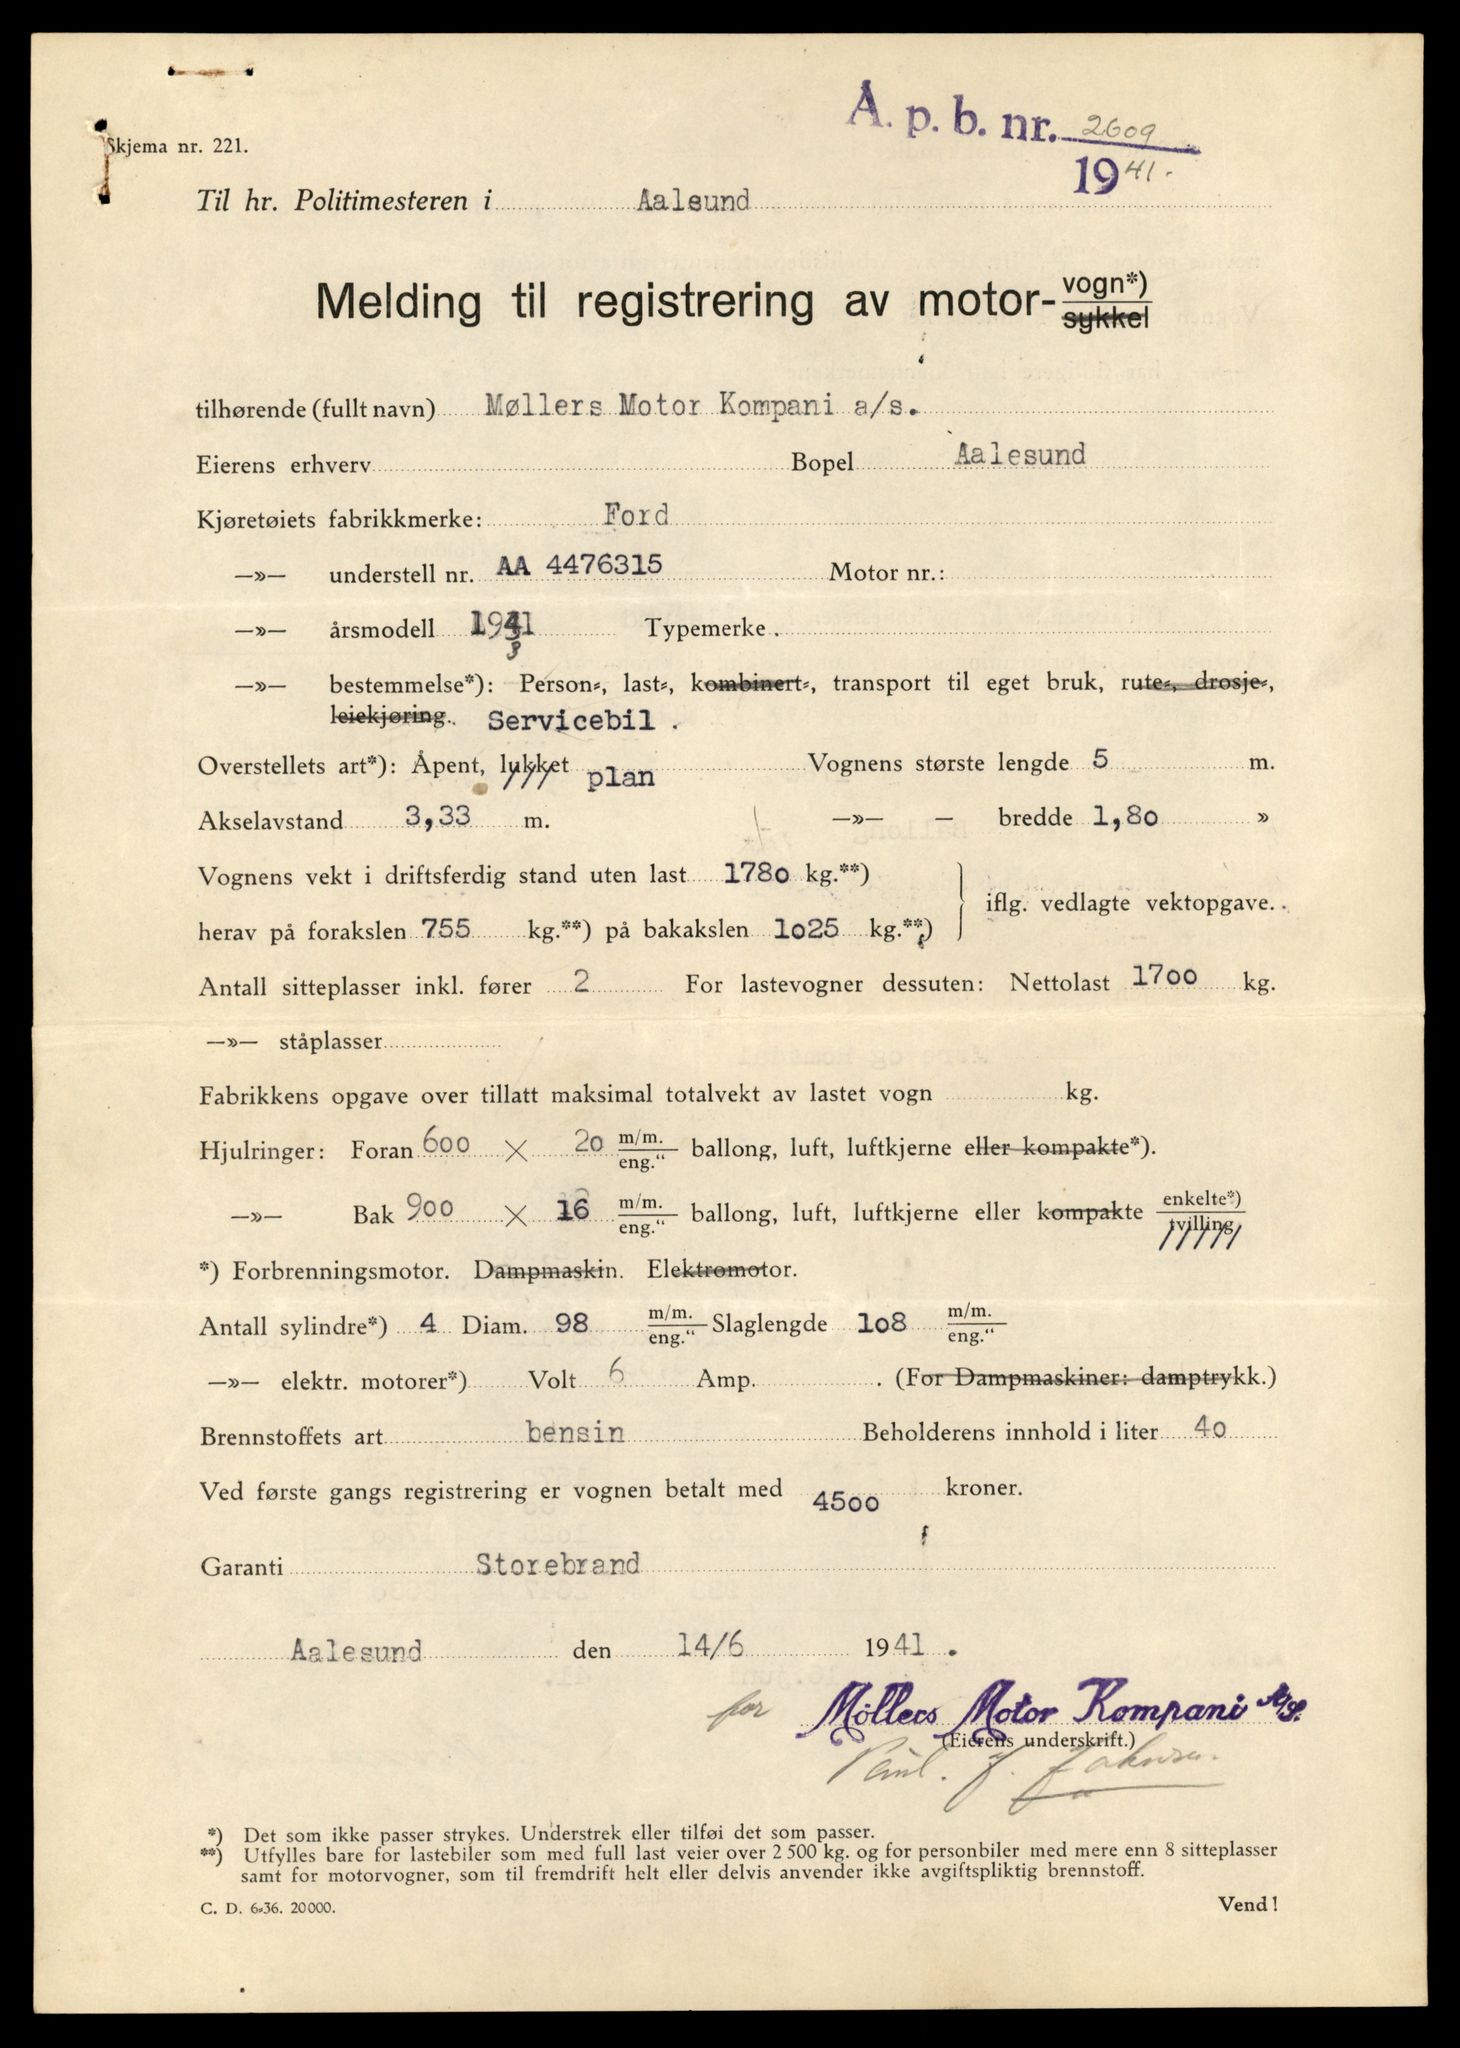 A. p. b. nr. 2609
1941.
Skjema nr. 221.
Til hr. Politimesteren i Aalsund
Melding til registrering av motor- vogn*)
sykkel
tilhørende (fullt navn) Møllers Motor Kompani a/s.
Eierens erhverv Bopel Aalesund
Kjøretøiets fabrikkmerke: Ford
—»— understell nr. AA 4476315 Motor nr.:
—»— årsmodell 1931 Typemerke .
3
—»— bestemmelse*): Person-, last-, kombinert-, transport til eget bruk, rute-, drosje-,
leiekjøring. Servicebil .
Overstellets art*): Åpent, lukket plan Vognens største lengde 5 m.
Akselavstand 3,33 m. —»— — bredde 1,80 »
Vognens vekt i driftsferdig stand uten last 1780 kg.**)
herav på forakslen 755 kg.**) på bakakslen 1025 kg.**) iflg. vedlagte vektopgave.
Antall sitteplasser inkl. fører 2 For lastevogner dessuten: Nettolast 1700 kg.
—»— ståplasser
Fabrikkens opgave over tillatt maksimal totalvekt av lastet vogn kg.
Hjulringer: Foran 600 × 20 m/m. eng." ballong, luft, luftkjerne eller kompakte*).
—»— Bak 900 × 16 m/m. eng." ballong, luft, luftkjerne eller kompakte enkelte*) tvilling
*) Forbrenningsmotor. Dampmaskin. Elektromotor.
Antall sylindre*) 4 Diam. 98 m/m. eng." Slaglengde 108 m/m. eng."
—»— elektr. motorer*) Volt 6 Amp. . (For Dampmaskiner: damptrykk.)
Brennstoffets art bensin Beholderens innhold i liter 40
Ved første gangs registrering er vognen betalt med 4500 kroner.
Garanti Storebrand
Aalesund den 14/6 1941.
for Möllers Motor Kompani A/S.
(Eierens underskrift.)
Paul. J. Johnsen.
*) Det som ikke passer strykes. Understrek eller tilføi det som passer.
**) Utfylles bare for lastebiler som med full last veier over 2 500 kg. og for personbiler med mere enn 8 sitteplasser
samt for motorvogner, som til fremdrift helt eller delvis anvender ikke avgiftspliktig brennstoff.
C. D. 6-36. 20000. Vend!